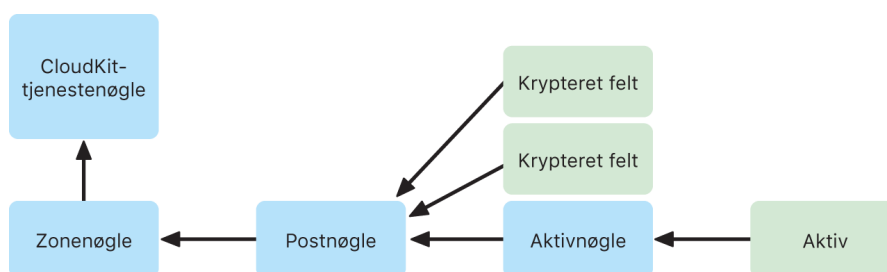 CloudKit-
tjenestenøgle
Krypteret felt
Krypteret felt
Zonenøgle
Postnøgle
Aktivnøgle
Aktiv